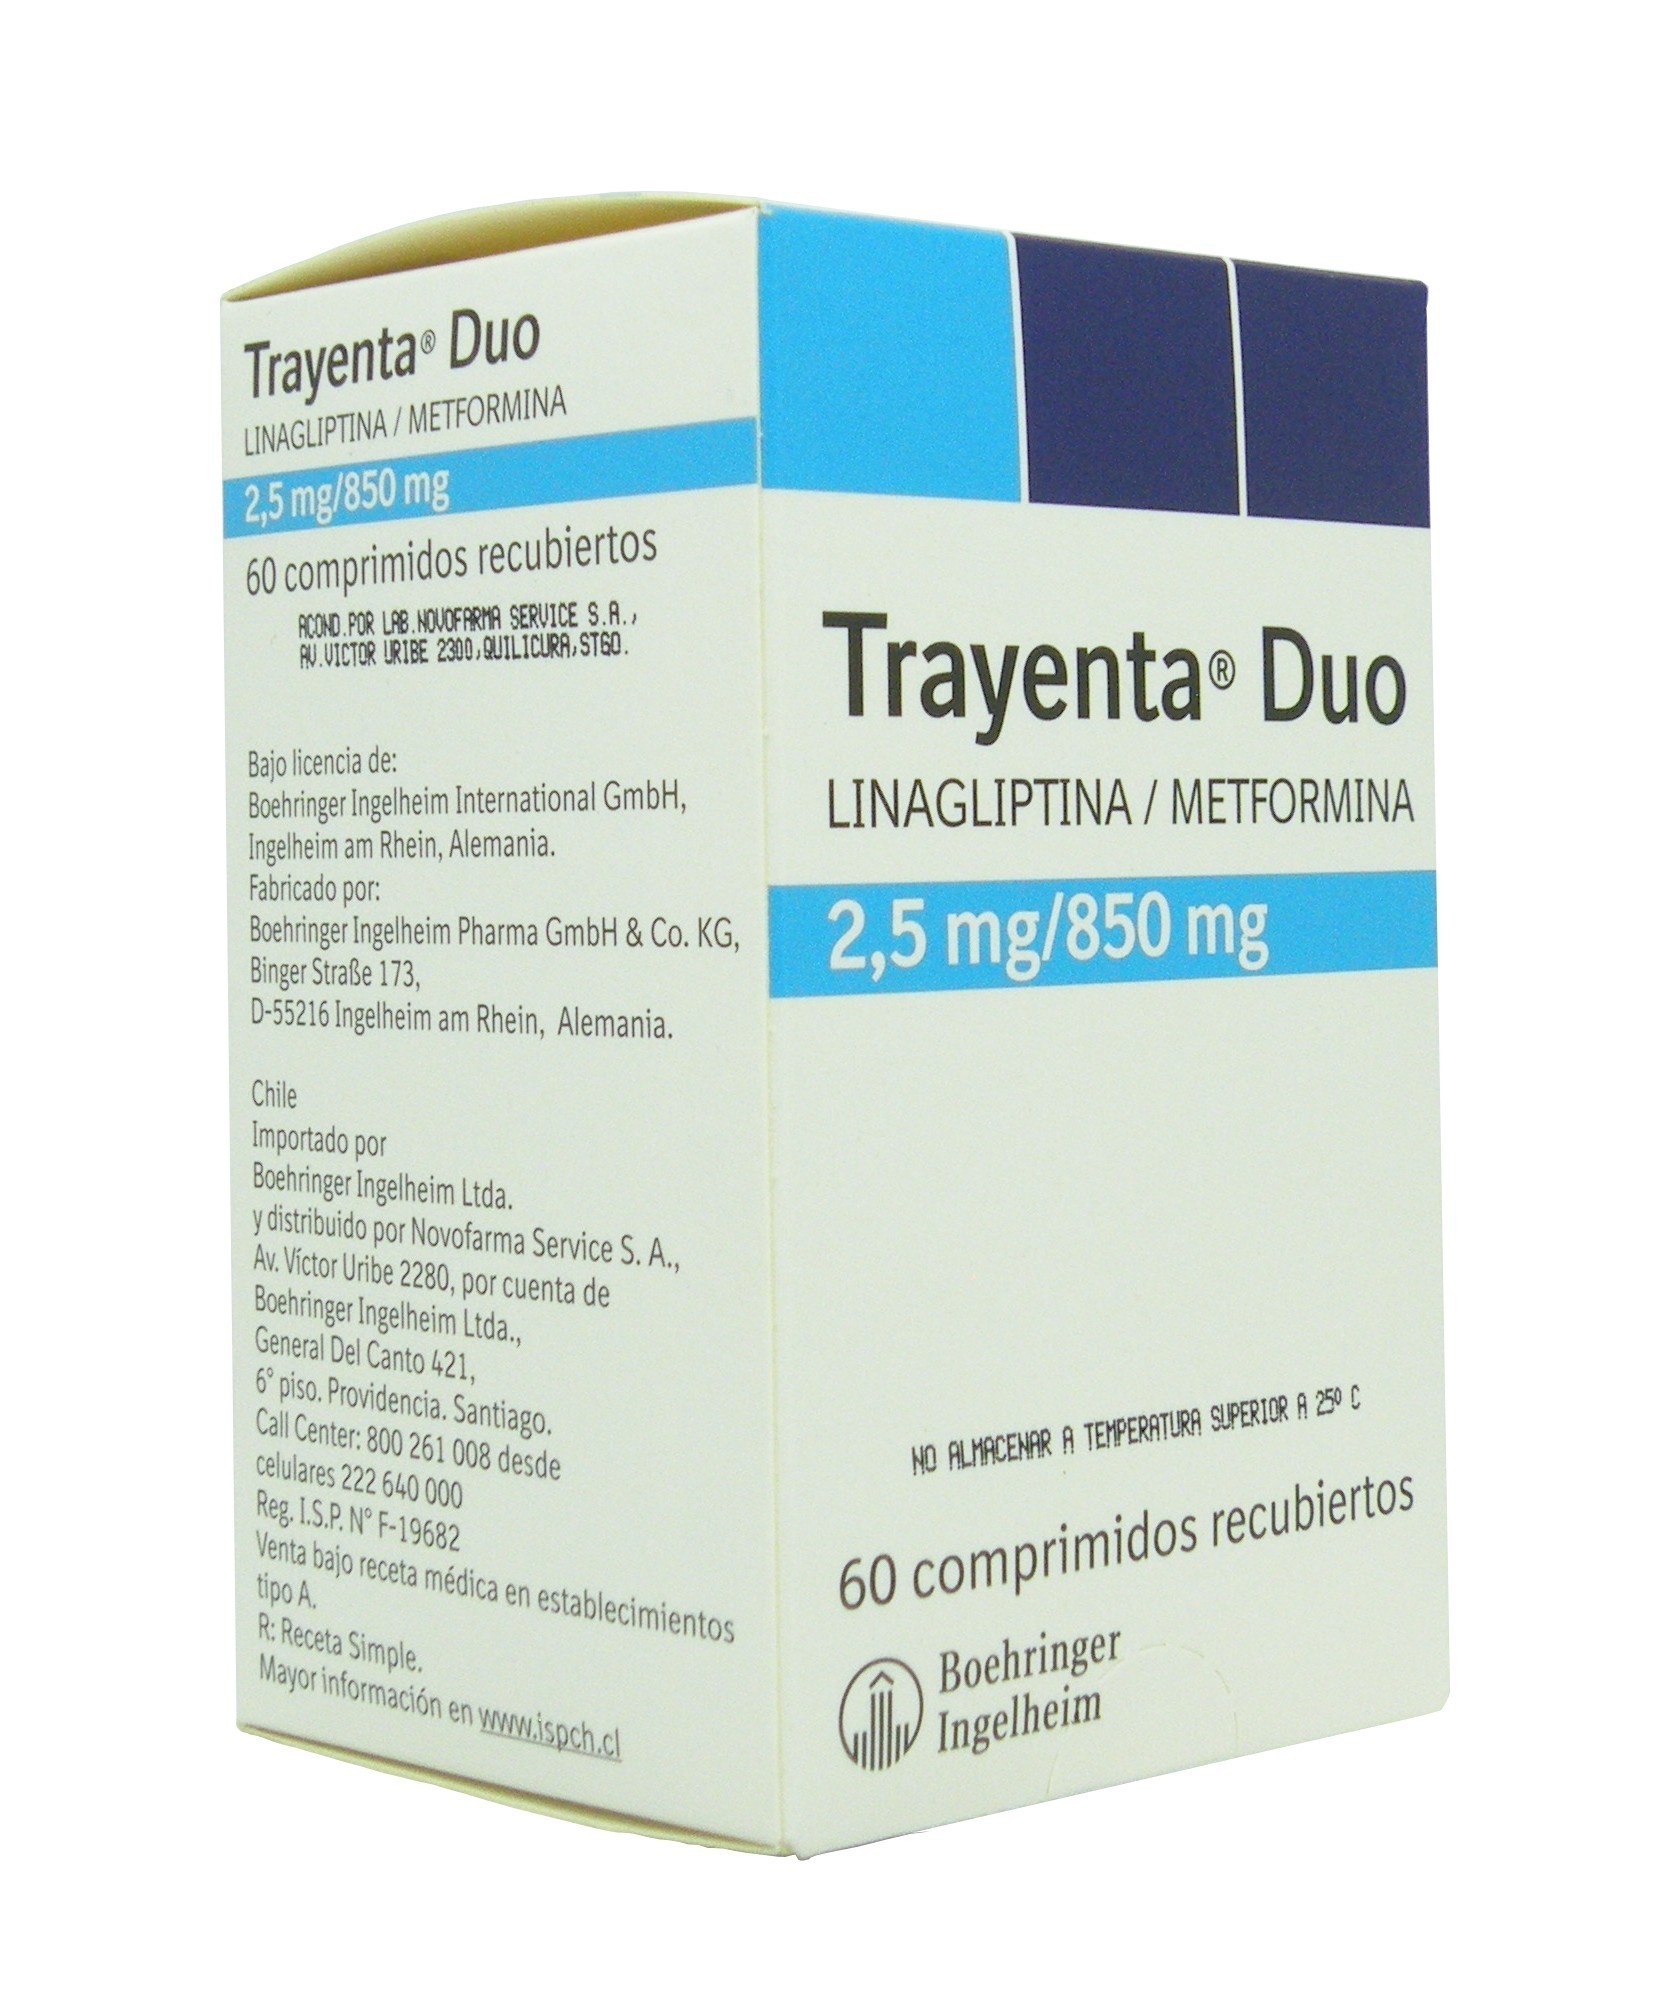 Trayenta® Duo
LINAGLIPTINA / METFORMINA
2,5 mg/850 mg
60 comprimidos recubiertos
ACOND.POR LAB.NOVOFARMA SERVICE S.A.,
AV.VICTOR URIBE 2300,QUILICURA,STGO.
Bajo licencia de:
Boehringer Ingelheim International GmbH,
Ingelheim am Rhein, Alemania.
Fabricado por:
Boehringer Ingelheim Pharma GmbH & Co. KG,
Binger Straße 173,
D-55216 Ingelheim am Rhein, Alemania.
Chile
Importado por
Boehringer Ingelheim Ltda.
y distribuido por Novofarma Service S. A.,
Av. Víctor Uribe 2280, por cuenta de
Boehringer Ingelheim Ltda.,
General Del Canto 421,
6° piso. Providencia. Santiago.
Call Center: 800 261 008 desde
celulares 222 640 000
Reg. I.S.P. N° F-19682
Venta bajo receta médica en establecimientos
tipo A.
R: Receta Simple.
Mayor información en www.ispch.cl
Trayenta® Duo
LINAGLIPTINA / METFORMINA
2,5 mg/850 mg
NO ALMACENAR A TEMPERATURA SUPERIOR A 25º C
60 comprimidos recubiertos
Boehringer
Ingelheim